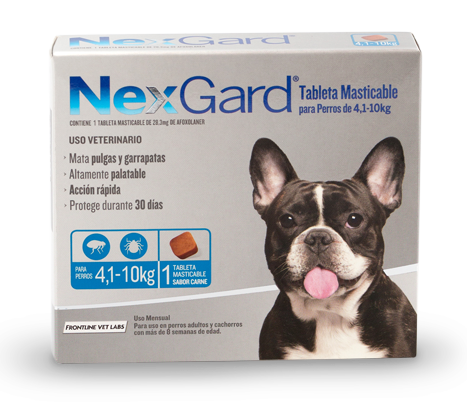 NexGard
4,1-10kg
USO VETERINARIO
NexGard® Tableta Masticable
para Perros de 4,1-10kg
CONTIENE 1 TABLETA MASTICABLE DE 28,3mg DE AFOXOLANER
USO VETERINARIO
• Mata pulgas y garrapatas
• Altamente palatable
• Acción rápida
• Protege durante 30 días
PARA PERROS 4,1-10kg
1 TABLETA MASTICABLE SABOR CARNE
Uso Mensual
Para uso en perros adultos y cachorros
con más de 8 semanas de edad.
FRONTLINE VET LABS